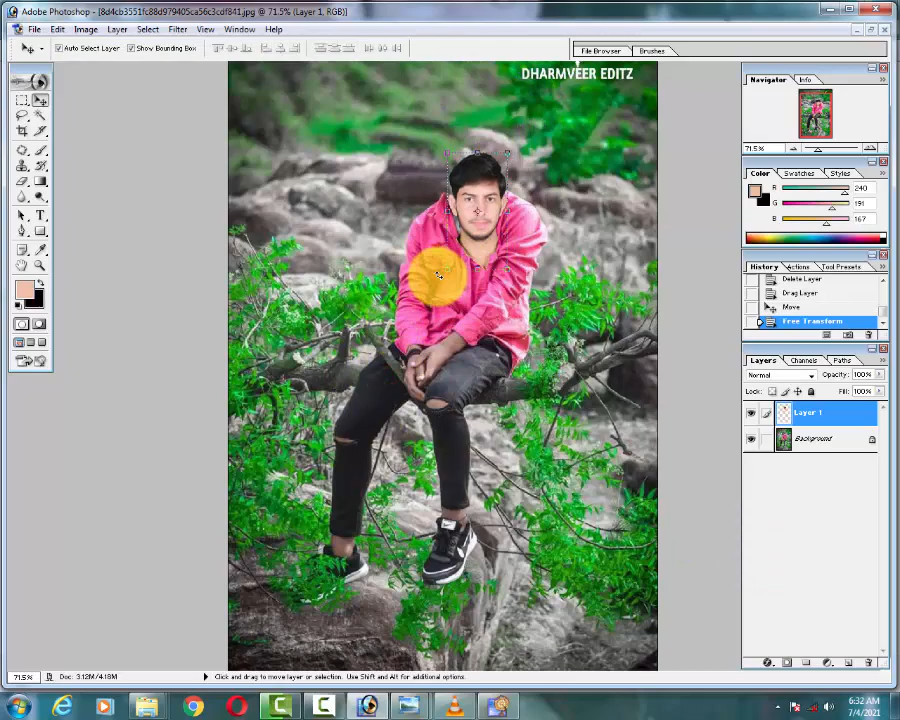 Adobe Photoshop - [8d4cb3551fc88d979405ca56c3cdf841.jpg @ 71.5% (Layer 1, RGB)]
File Edit Image Layer Select Filter View Window Help
Auto Select Layer Show Bounding Box File Browser Brushes
DHARMVEER EDITZ
Navigator Info
71.5%
Color Swatches Styles
R 240
G 191
B 167
History Actions Tool Presets
Delete Layer
Drag Layer
Move
Free Transform
Layers Channels Paths
Normal Opacity: 100%
Lock: Fill: 100%
Layer 1
Background
71.5% Doc: 3.12M/4.18M Click and drag to move layer or selection. Use Shift and Alt for additional options.
6:32 AM
7/4/2021